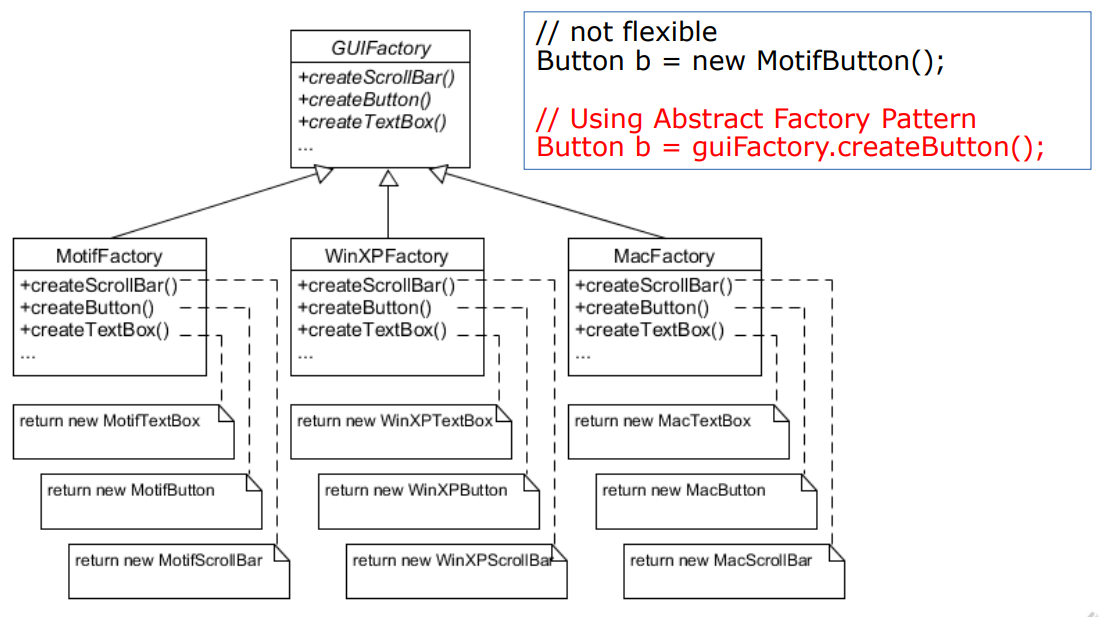 // not flexible
Button b = new MotifButton();
// Using Abstract Factory Pattern
Button b = guiFactory.createButton();
GUIFactory
+createScrollBar()
+createButton()
+createTextBox()
...
MotifFactory
+createScrollBar()
+createButton()
+createTextBox()
...
WinXPFactory
+createScrollBar()
+createButton()
+createTextBox()
...
MacFactory
+createScrollBar()
+createButton()
+createTextBox()
...
return new MotifTextBox
return new WinXPTextBox
return new MacTextBox
return new MotifButton
return new WinXPButton
return new MacButton
return new MotifScrollBar
return new WinXPScrollBar
return new MacScrollBar